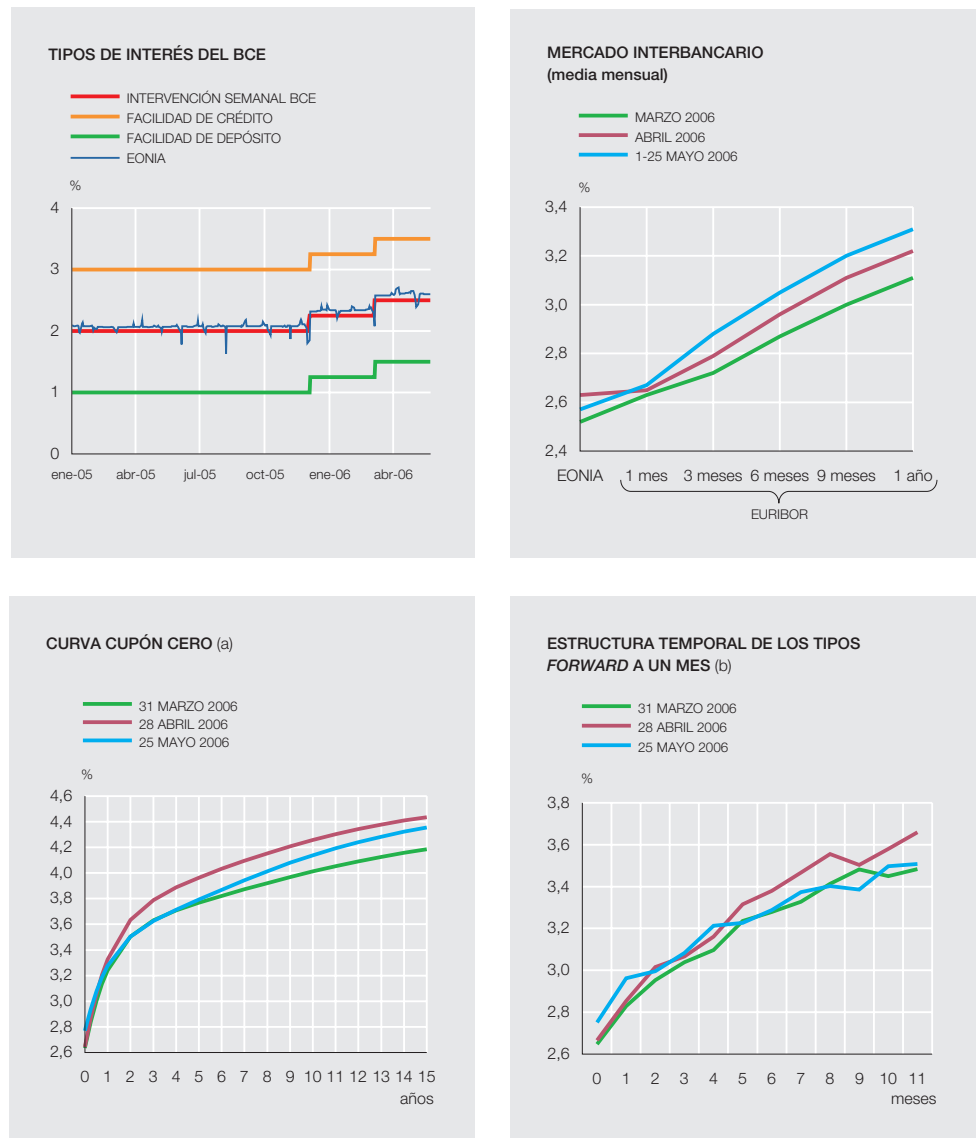 TIPOS DE INTERÉS DEL BCE
INTERVENCIÓN SEMANAL BCE
FACILIDAD DE CRÉDITO
FACILIDAD DE DEPÓSITO
EONIA
%
4
3
2
1
0
ene-05 abr-05 jul-05 oct-05 ene-06 abr-06
MERCADO INTERBANCARIO
(media mensual)
MARZO 2006
ABRIL 2006
1-25 MAYO 2006
%
3,4
3,2
3,0
2,8
2,6
2,4
EONIA 1 mes 3 meses 6 meses 9 meses 1 año
EURIBOR
CURVA CUPÓN CERO (a)
31 MARZO 2006
28 ABRIL 2006
25 MAYO 2006
%
4,6
4,4
4,2
4,0
3,8
3,6
3,4
3,2
3,0
2,8
2,6
0 1 2 3 4 5 6 7 8 9 10 11 12 13 14 15
años
ESTRUCTURA TEMPORAL DE LOS TIPOS
FORWARD A UN MES (b)
31 MARZO 2006
28 ABRIL 2006
25 MAYO 2006
%
3,8
3,6
3,4
3,2
3,0
2,8
2,6
0 1 2 3 4 5 6 7 8 9 10 11
meses